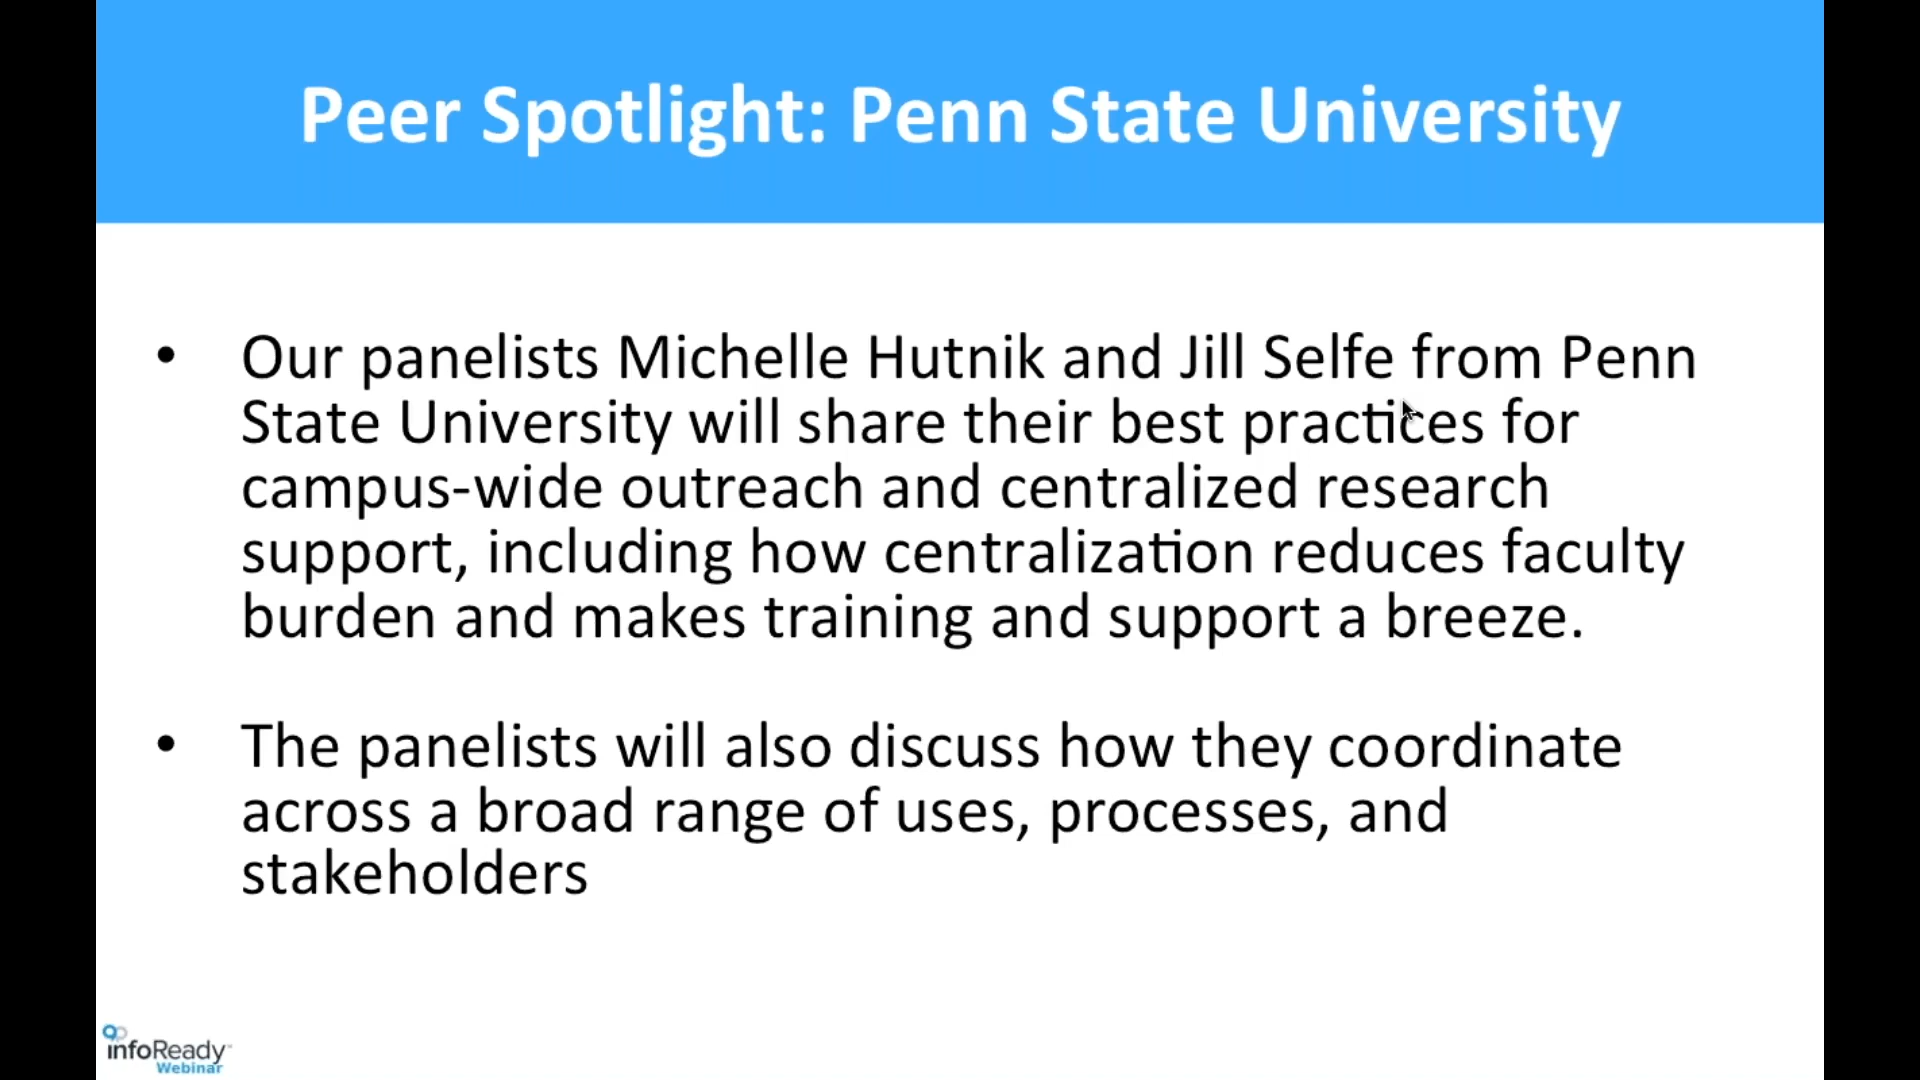 Peer Spotlight: Penn State University
• Our panelists Michelle Hutnik and Jill Selfe from Penn
State University will share their best practices for
campus-wide outreach and centralized research
support, including how centralization reduces faculty
burden and makes training and support a breeze.
• The panelists will also discuss how they coordinate
across a broad range of uses, processes, and
stakeholders
infoReady™
Webinar